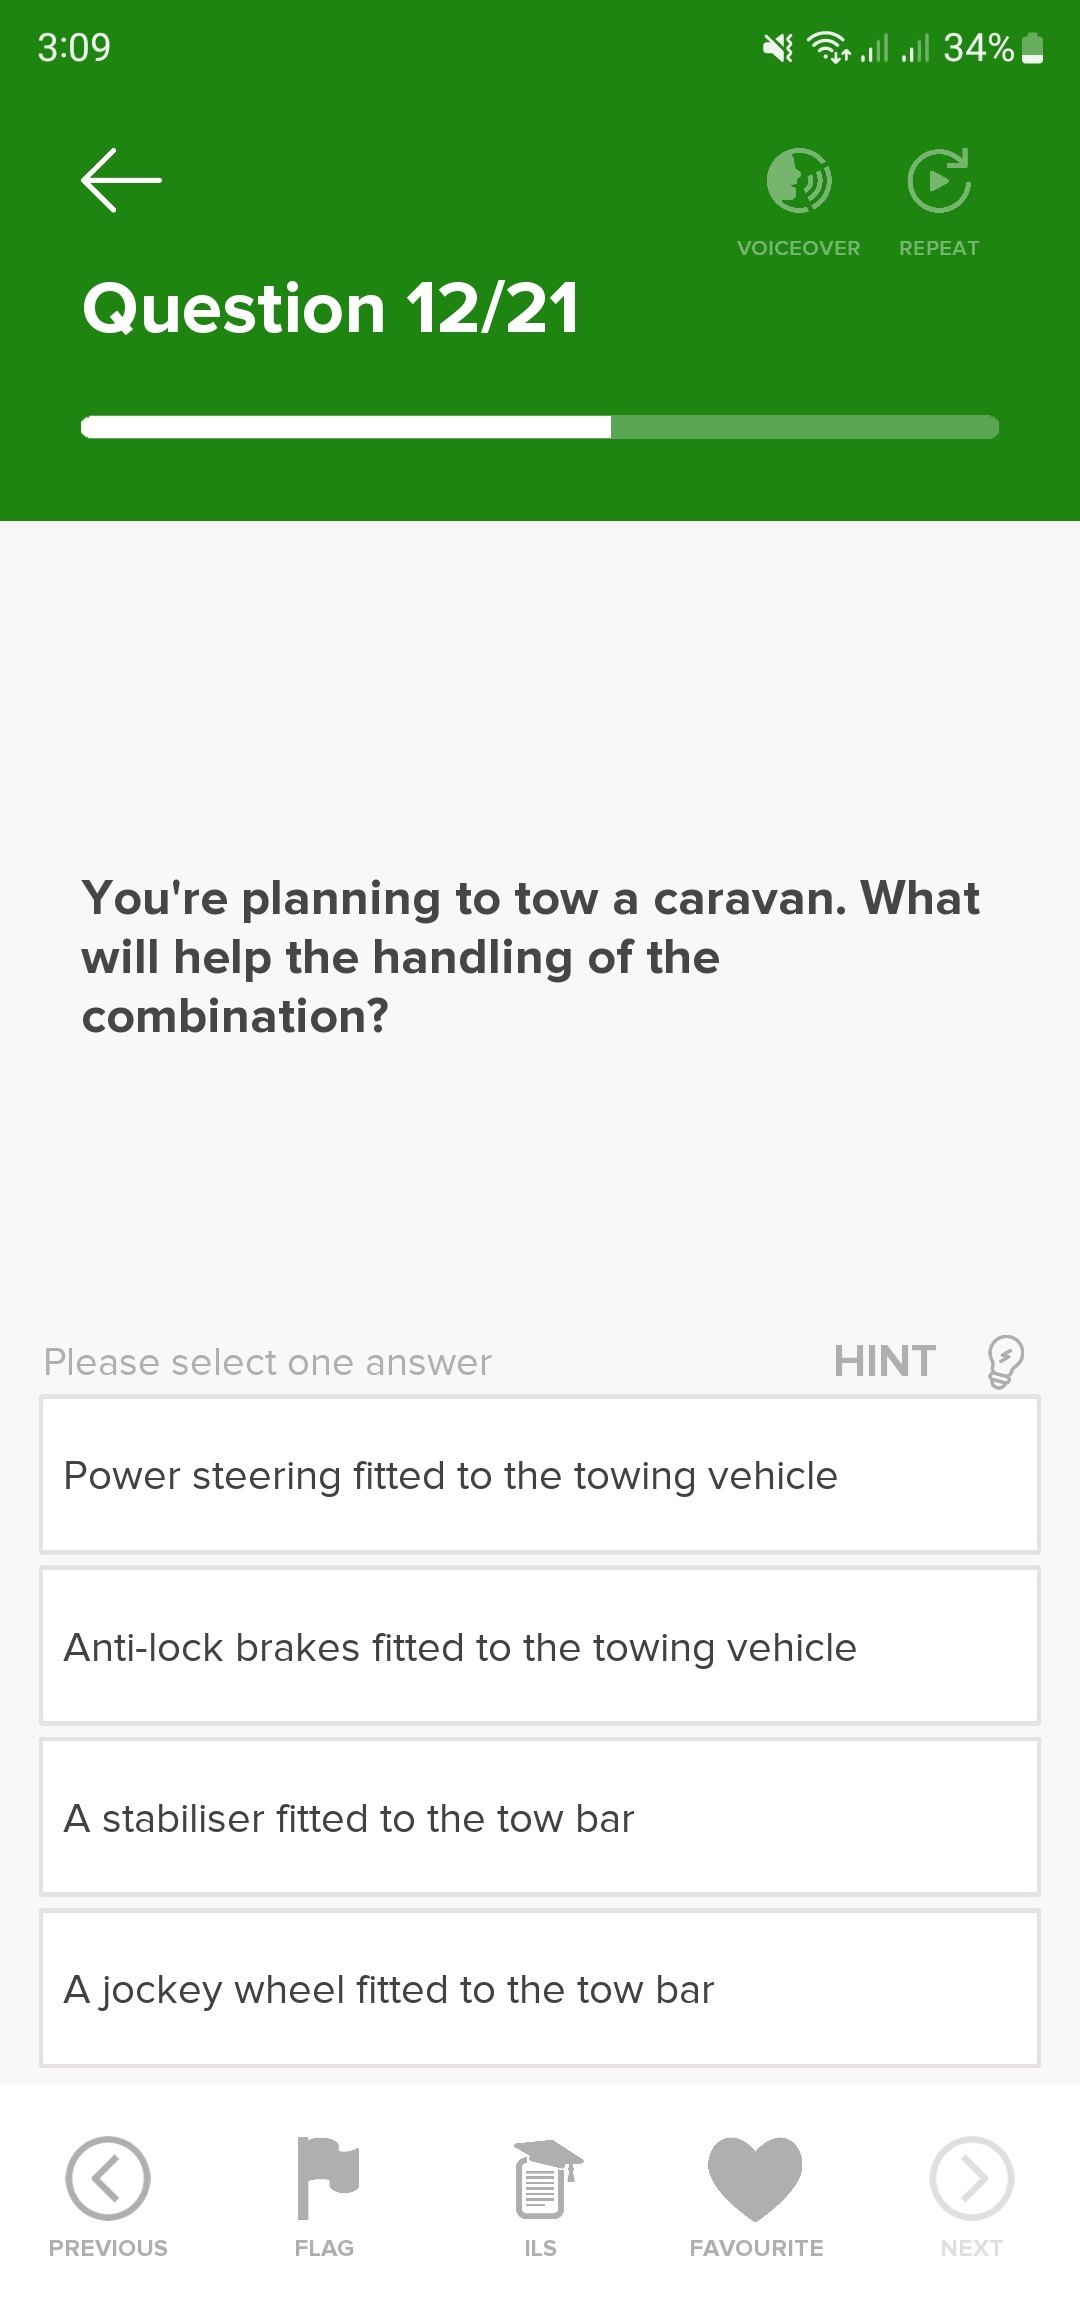 3:09
34%
VOICEOVER
REPEAT
Question 12/21
You're planning to tow a caravan. What
will help the handling of the
combination?
Please select one answer
HINT
Power steering fitted to the towing vehicle
Anti-lock brakes fitted to the towing vehicle
A stabiliser fitted to the tow bar
A jockey wheel fitted to the tow bar
PREVIOUS
FLAG
ILS
FAVOURITE
NEXT